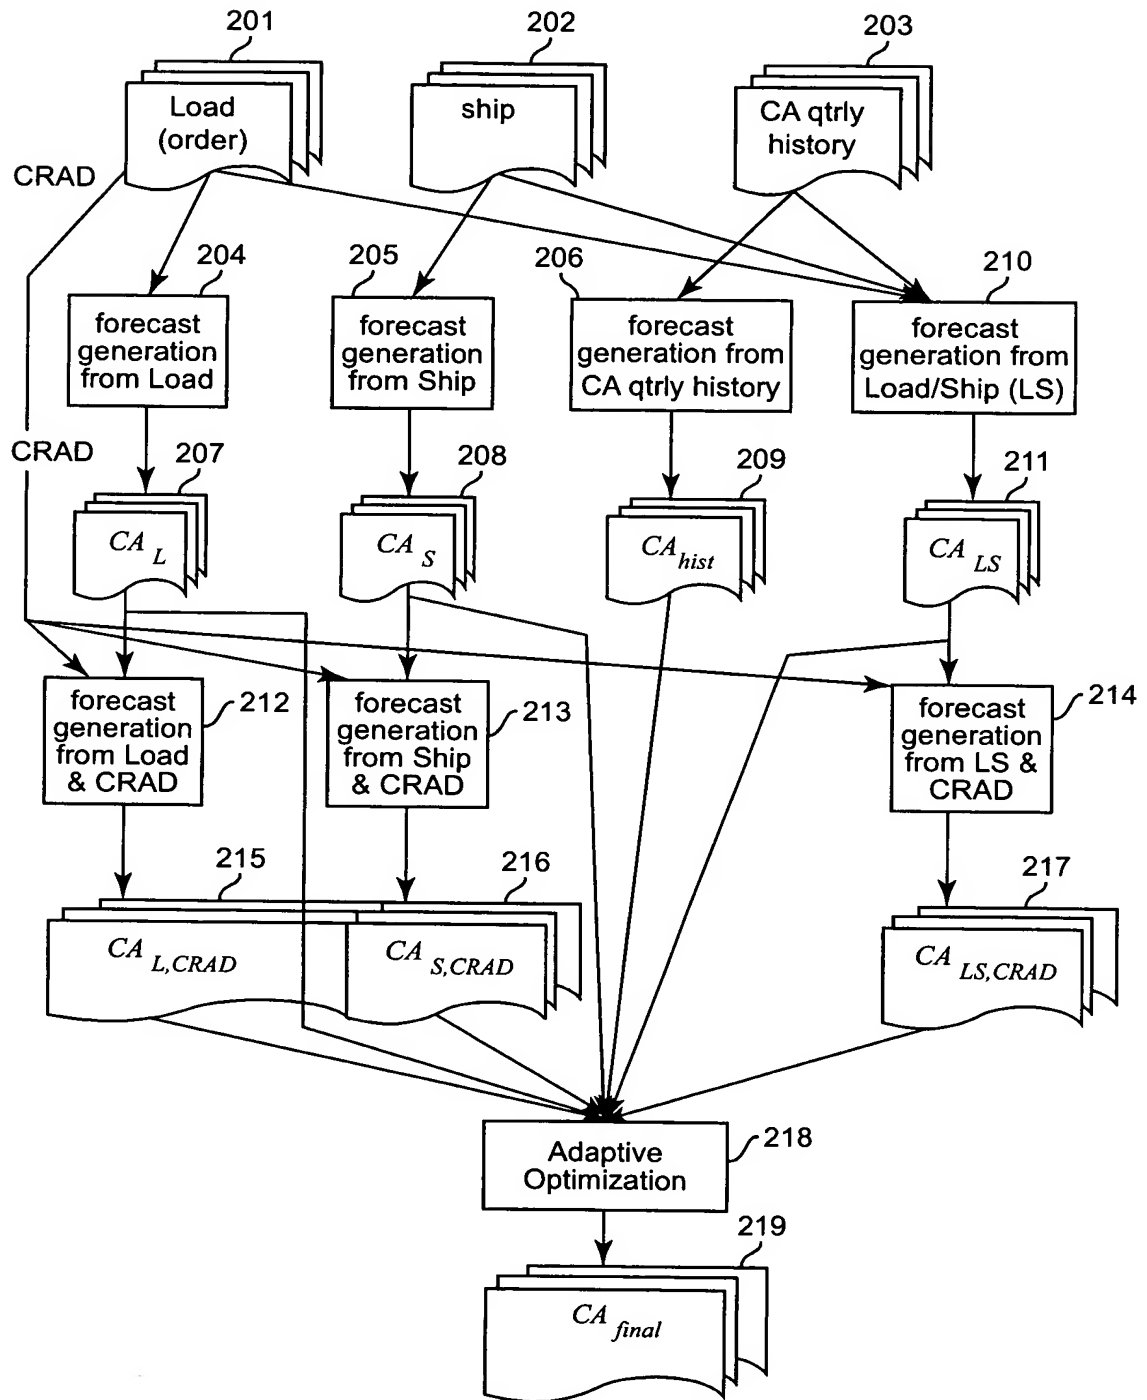 201
202
203
Load
(order)
ship
CA qtrly
history
CRAD
204
205
206
210
forecast
generation
from Load
forecast
generation
from Ship
forecast
generation from
CA qtrly history
forecast
generation from
Load/Ship (LS)
CRAD
207
208
209
211
CA L
CA S
CA hist
CA LS
forecast
generation
from Load
& CRAD
212
forecast
generation
from Ship
& CRAD
213
forecast
generation
from LS &
CRAD
214
215
216
217
CA L,CRAD
CA S,CRAD
CA LS,CRAD
Adaptive
Optimization
218
219
CA final